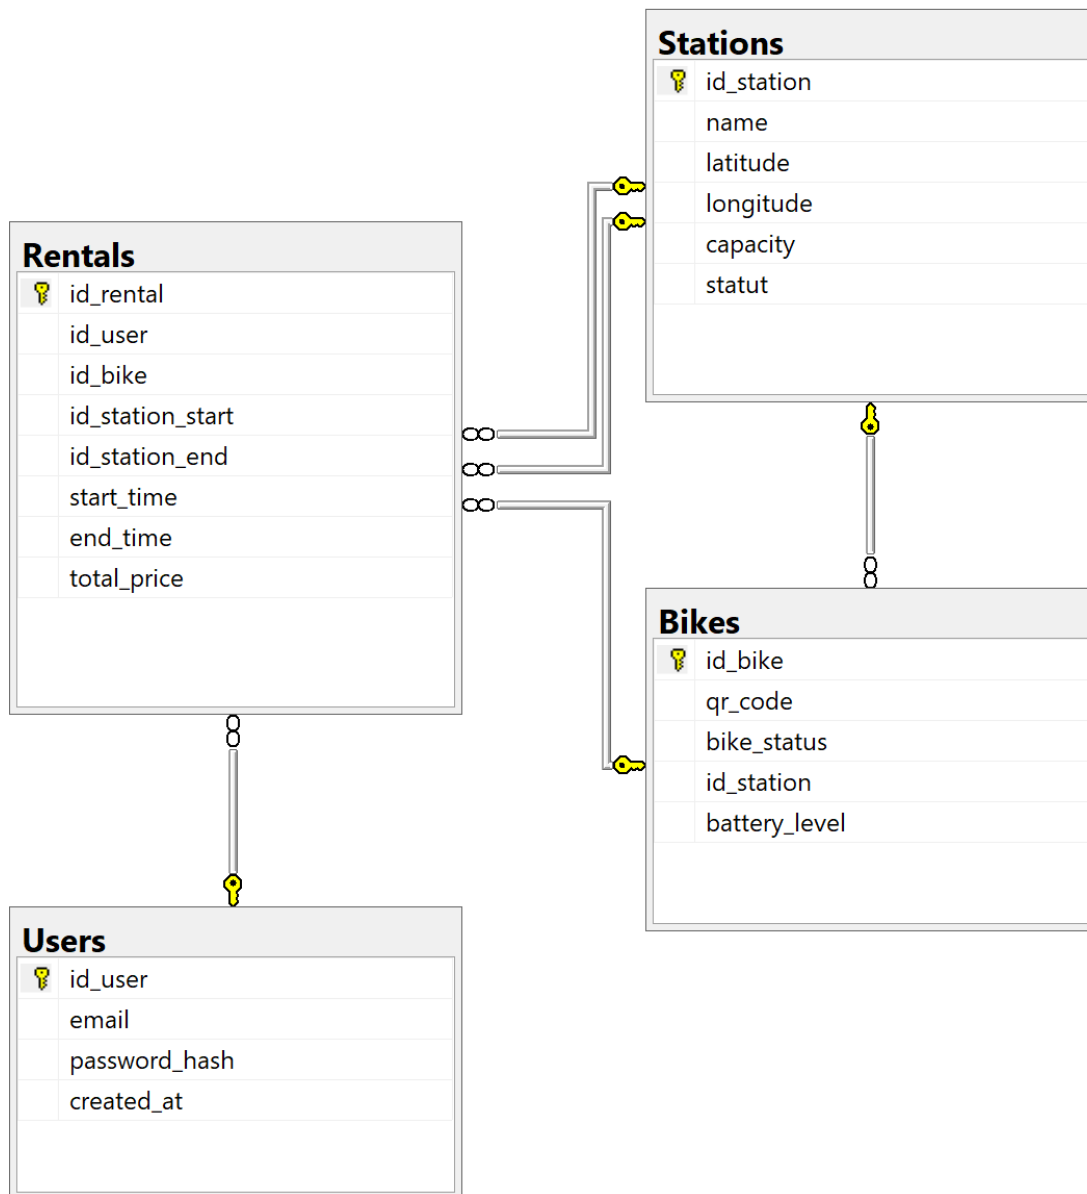 Stations
id_station
name
latitude
longitude
capacity
statut
Rentals
id_rental
id_user
id_bike
id_station_start
id_station_end
start_time
end_time
total_price
Bikes
id_bike
qr_code
bike_status
id_station
battery_level
Users
id_user
email
password_hash
created_at